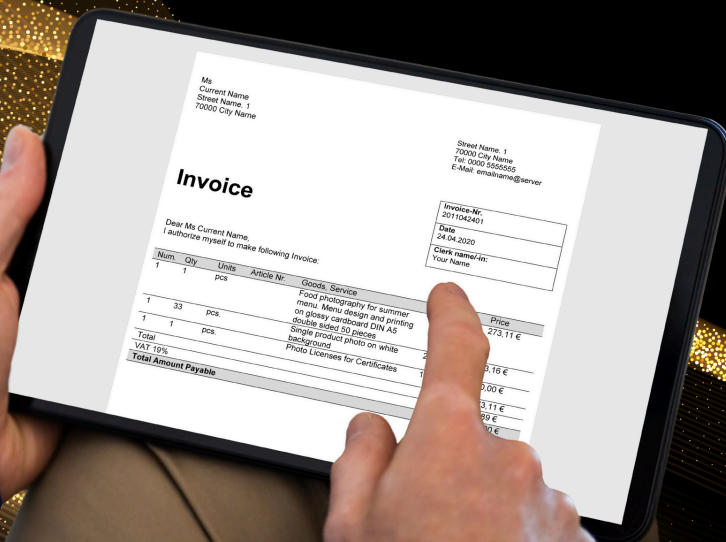 Ms
Current Name
Street Name. 1
70000 City Name
Street Name. 1
70000 City Name
Tel: 0000 5555555
E-Mail: emailname@server
Invoice
Invoice-Nr.
2011042401
Date
24.04.2020
Clerk name/-in:
Your Name
Dear Ms Current Name,
I authorize myself to make following Invoice:
Num. Qty Units Article Nr. Goods, Service Price
1 1 pcs Food photography for summer 273,11 €
menu. Menu design and printing
on glossy cardboard DIN A5
double sided 50 pieces
1 33 pcs. Single product photo on white
background
1 1 pcs. Photo Licenses for Certificates
Total
VAT 19%
Total Amount Payable